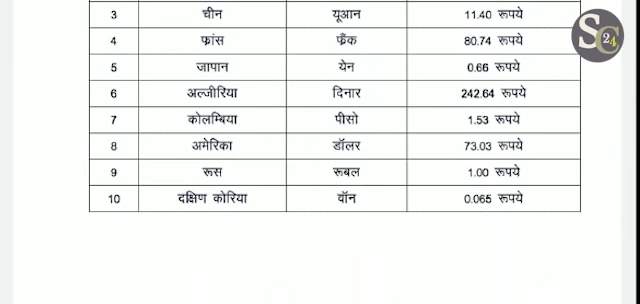 3 चीन यूआन 11.40 रूपये
4 फ्रांस फ्रैंक 80.74 रूपये
5 जापान येन 0.66 रूपये
6 अल्जीरिया दिनार 242.64 रूपये
7 कोलम्बिया पीसो 1.53 रूपये
8 अमेरिका डॉलर 73.03 रूपये
9 रूस रूबल 1.00 रूपये
10 दक्षिण कोरिया वॉन 0.065 रूपये
SC 24